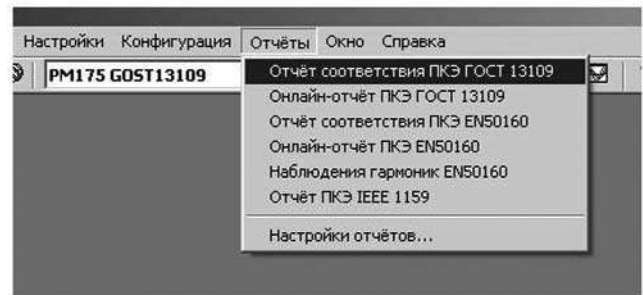 Настройки Конфигурация Отчёты Окно Справка
PM175 GOST13109
Отчёт соответствия ПКЭ ГОСТ 13109
Онлайн-отчёт ПКЭ ГОСТ 13109
Отчёт соответствия ПКЭ EN50160
Онлайн-отчёт ПКЭ EN50160
Наблюдения гармоник EN50160
Отчёт ПКЭ IEEE 1159
Настройки отчётов...